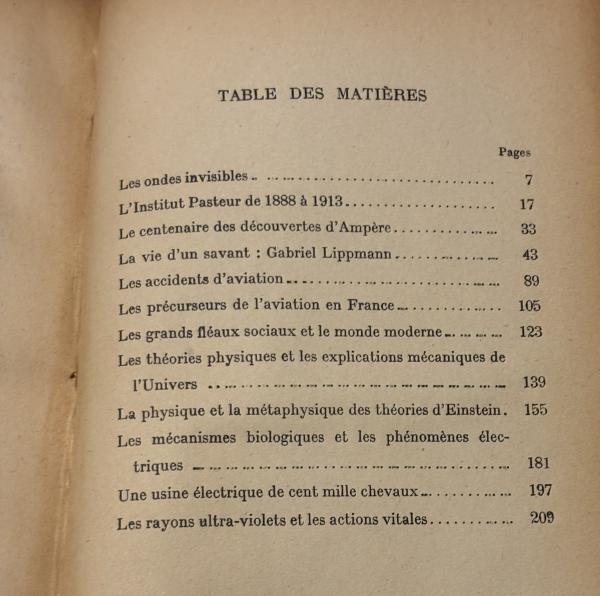 TABLE DES MATIÈRES
Pages
Les ondes invisibles .. .... 7
L'Institut Pasteur de 1888 à 1913.... 17
Le centenaire des découvertes d'Ampère.... 33
La vie d'un savant : Gabriel Lippmann.... 43
Les accidents d'aviation.... 89
Les précurseurs de l'aviation en France.... 105
Les grands fléaux sociaux et le monde moderne.... 123
Les théories physiques et les explications mécaniques de
l'Univers .... 139
La physique et la métaphysique des théories d'Einstein. 155
Les mécanismes biologiques et les phénomènes élec-
triques .... 181
Une usine électrique de cent mille chevaux.... 197
Les rayons ultra-violets et les actions vitales.... 209